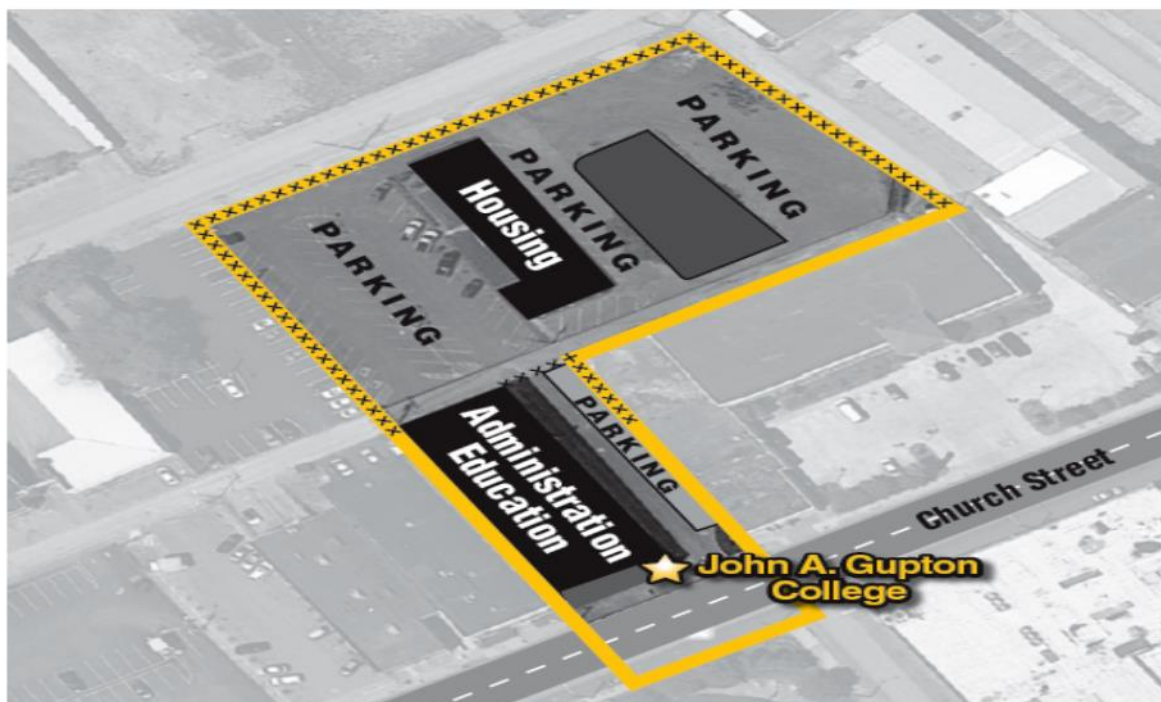 PARKING
PARKING
Housing
PARKING
PARKING
Administration
Education
Church Street
John A. Gupton
College